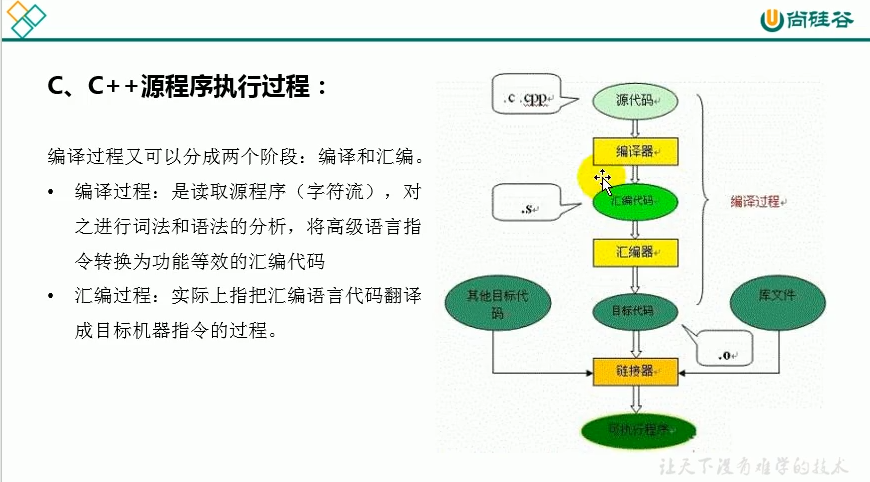 尚硅谷
C、C++源程序执行过程：
编译过程又可以分成两个阶段：编译和汇编。
• 编译过程：是读取源程序（字符流），对
之进行词法和语法的分析，将高级语言指
令转换为功能等效的汇编代码
• 汇编过程：实际上指把汇编语言代码翻译
成目标机器指令的过程。
.c .cpp
源代码
编译器
.s
汇编代码
编译过程
汇编器
其他目标代
码
目标代码
库文件
.o
链接器
可执行程序
让天下没有难学的技术